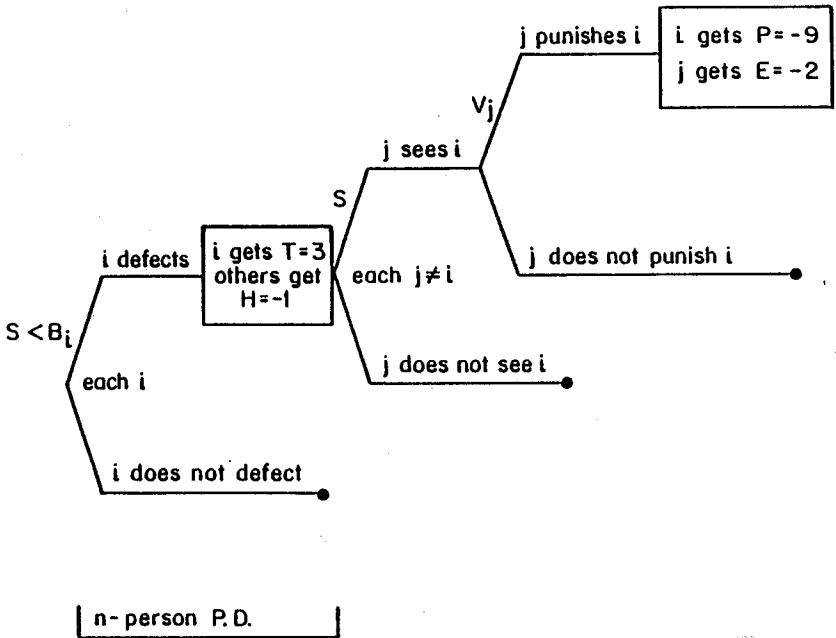 j punishes i
i gets P=-9
j gets E=-2
Vj
j sees i
S
j does not punish i
i defects
i gets T=3
others get
H=-1
each j≠i
S<Bi
j does not see i
each i
i does not defect
n-person P.D.